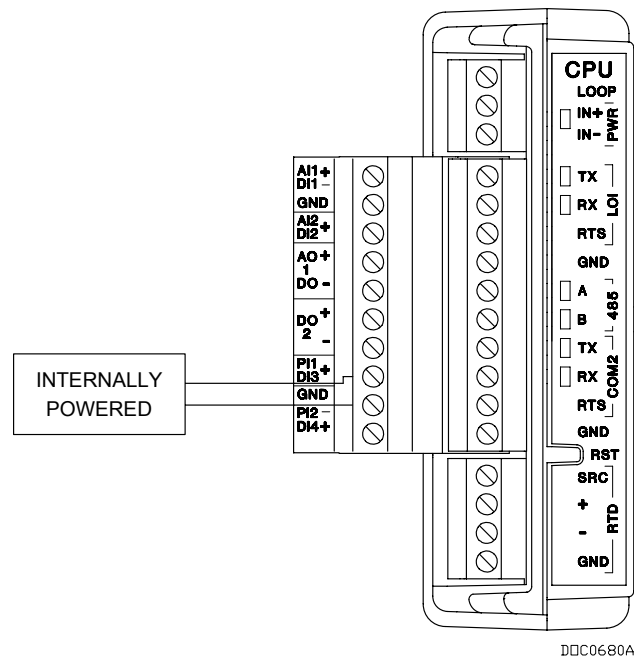 CPU
LOOP
IN+
IN-
PWR
TX
RX
RTS
LOI
GND
A
B
485
TX
RX
RTS
COM2
GND
RST
SRC
+
-
RTD
GND
AI1+
DI1-
GND
AI2+
DI2
AO+
1
DO-
DO+
2-
PI1+
DI3
GND
PI2-
DI4+
INTERNALLY
POWERED
DOC0680A